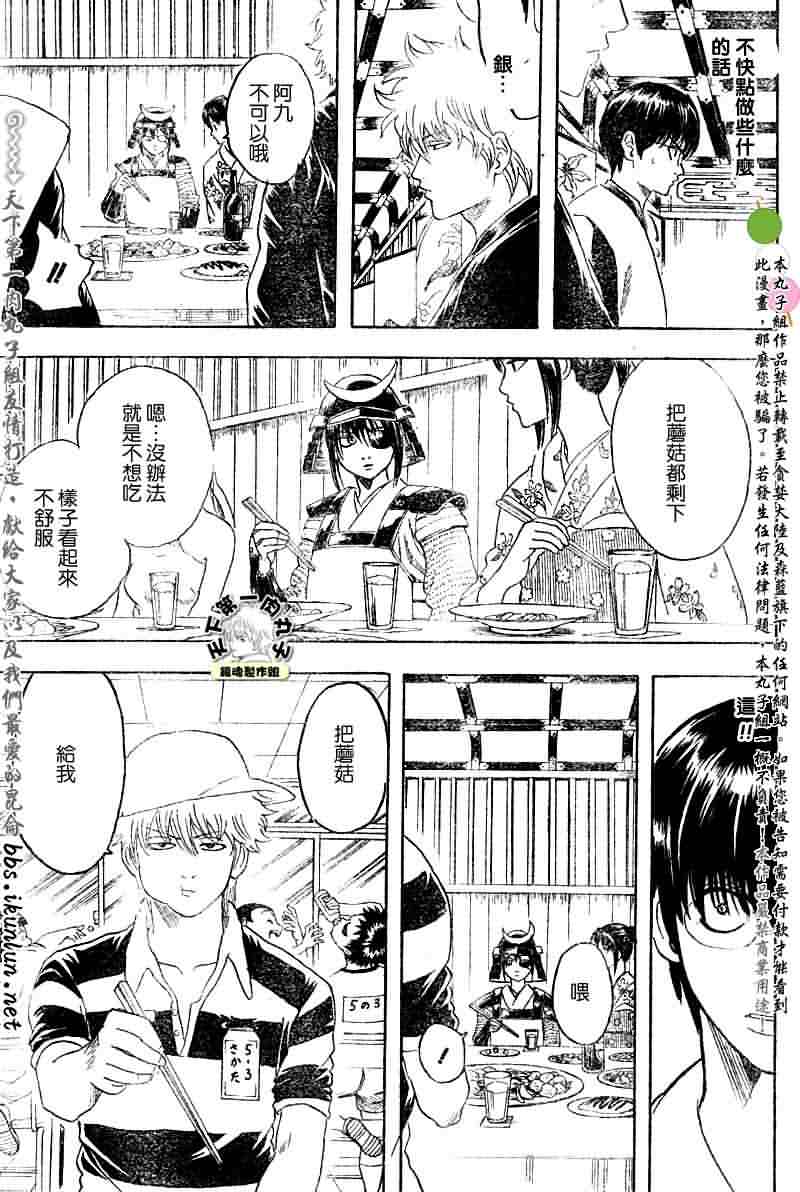 不快點做些什麼
的話
銀…
阿九
不可以哦
!!
把蘑菇都剩下
嗯…沒辦法
就是不想吃
樣子看起來
不舒服
這!!
喂
把蘑菇
給我
5の3
5.3
さかた
天下第一肉丸子
銀魂製作組
本丸子組作品禁止轉載至貪婪大陸及森藍旗下的任何網站。如果您被告知需要付款才能看到
此漫畫，那麼您被騙了。若發生任何法律問題，本丸子組一概不負責！本作品嚴禁商業用途
天下第一肉丸子組友情打造，獻給大家以及我們最愛的昆侖
bbs.ikunlun.net